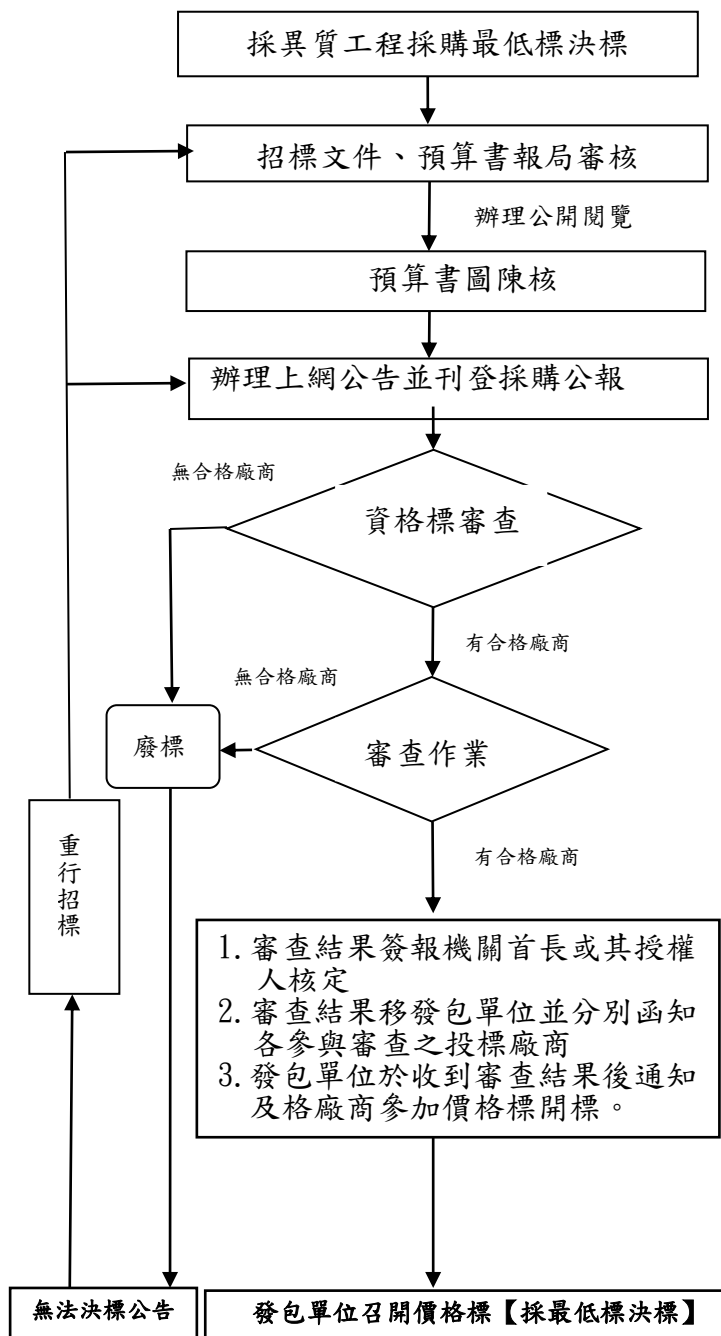 採異質工程採購最低標決標
招標文件、預算書報局審核
辦理公開閱覽
預算書圖陳核
辦理上網公告並刊登採購公報
無合格廠商
資格標審查
有合格廠商
無合格廠商
廢標
審查作業
有合格廠商
重行招標
1.審查結果簽報機關首長或其授權
人核定
2.審查結果移發包單位並分別函知
各參與審查之投標廠商
3.發包單位於收到審查結果後通知
及格廠商參加價格標開標。
無法決標公告
發包單位召開價格標【採最低標決標】